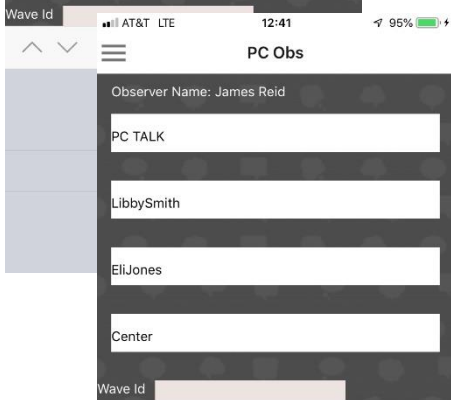 Wave Id
AT&T LTE 12:41 95%
PC Obs
Observer Name: James Reid
PC TALK
LibbySmith
EliJones
Center
Wave Id